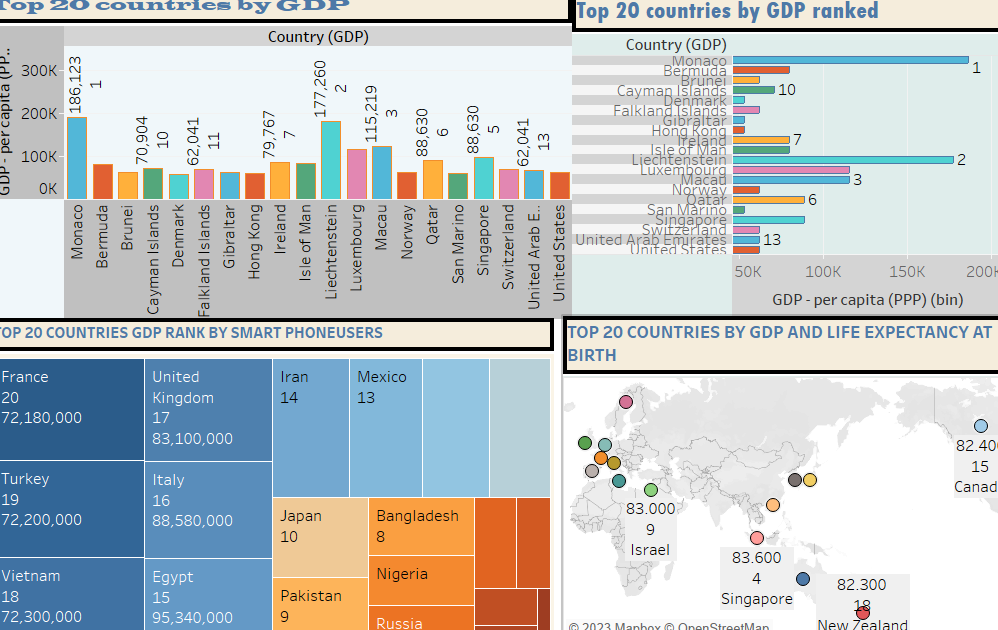 Top 20 countries by GDP
Country (GDP)
GDP - per capita (PP..
300K
200K
100K
0K
186,123
1
70,904
10
62,041
11
79,767
7
177,260
2
115,219
3
88,630
6
88,630
5
62,041
13
Monaco
Bermuda
Brunei
Cayman Islands
Denmark
Falkland Islands
Gibraltar
Hong Kong
Ireland
Isle of Man
Liechtenstein
Luxembourg
Macau
Norway
Qatar
San Marino
Singapore
Switzerland
United Arab E..
United States
Top 20 countries by GDP ranked
Country (GDP)
Monaco
1
Bermuda
Brunei
Cayman Islands
10
Denmark
Falkland Islands
Gibraltar
Hong Kong
Ireland
7
Isle of Man
Liechtenstein
2
Luxembourg
Macau
3
Norway
Qatar
6
San Marino
Singapore
Switzerland
United Arab Emirates
13
United States
50K
100K
150K
200K
GDP - per capita (PPP) (bin)
TOP 20 COUNTRIES GDP RANK BY SMART PHONEUSERS
France
20
72,180,000
Turkey
19
72,200,000
Vietnam
18
72,300,000
United
Kingdom
17
83,100,000
Italy
16
88,580,000
Egypt
15
95,340,000
Iran
14
Mexico
13
Japan
10
Pakistan
9
Bangladesh
8
Nigeria
Russia
TOP 20 COUNTRIES BY GDP AND LIFE EXPECTANCY AT
BIRTH
82.400
15
Canad
83.000
9
Israel
83.600
4
Singapore
82.300
18
New Zealand
© 2023 Mapbox © OpenStreetMap